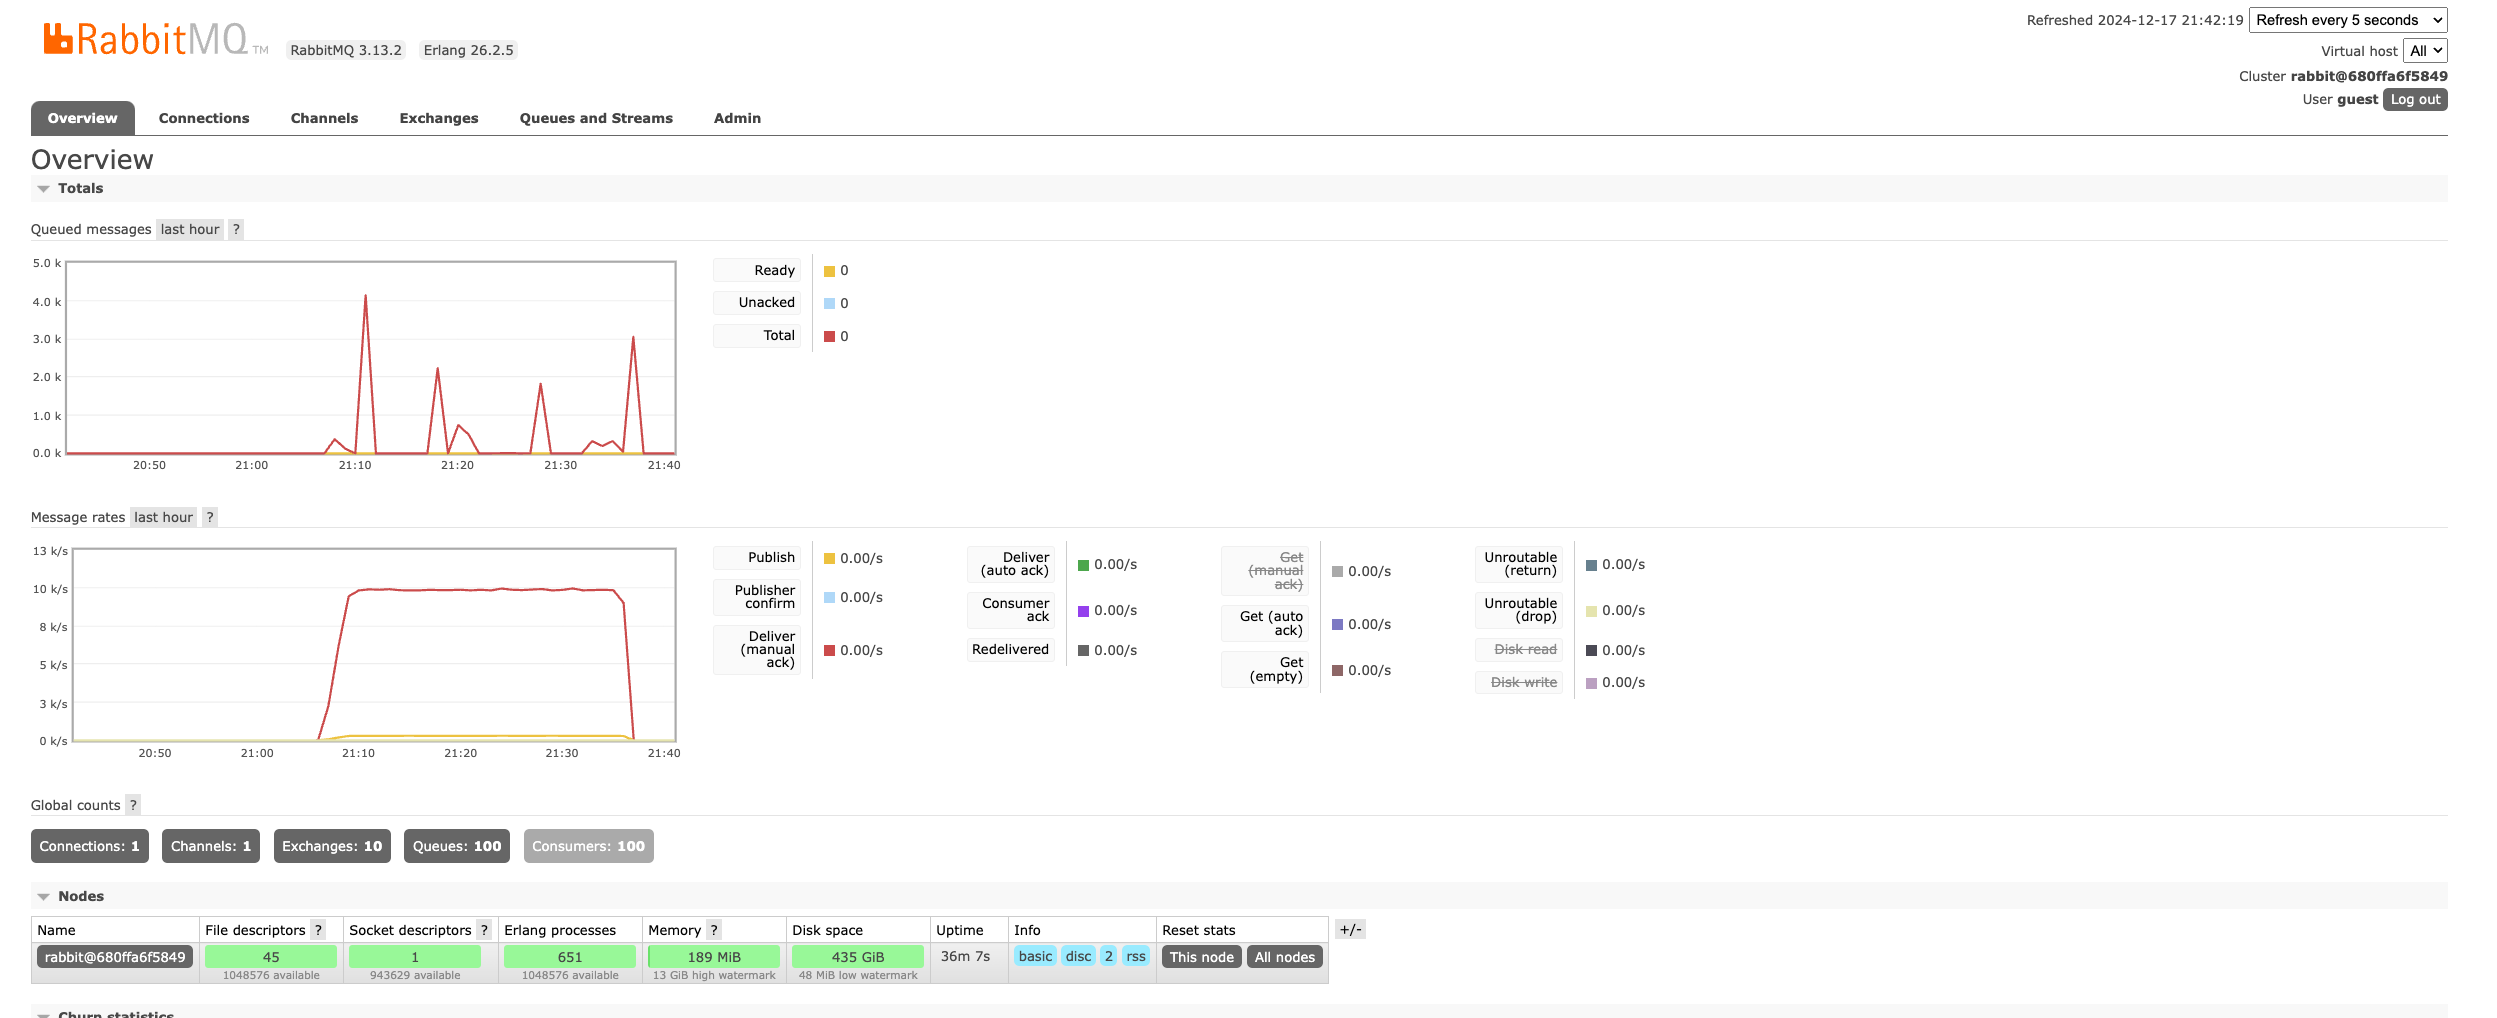 RabbitMQ TM RabbitMQ 3.13.2 Erlang 26.2.5
Refreshed 2024-12-17 21:42:19 Refresh every 5 seconds
Virtual host All
Cluster rabbit@680ffa6f5849
User guest Log out
Overview Connections Channels Exchanges Queues and Streams Admin
Overview
Totals
Queued messages last hour ?
5.0 k
4.0 k
3.0 k
2.0 k
1.0 k
0.0 k
20:50 21:00 21:10 21:20 21:30 21:40
Ready 0
Unacked 0
Total 0
Message rates last hour ?
13 k/s
10 k/s
8 k/s
5 k/s
3 k/s
0 k/s
20:50 21:00 21:10 21:20 21:30 21:40
Publish 0.00/s
Publisher
confirm 0.00/s
Deliver
(manual
ack) 0.00/s
Deliver
(auto ack) 0.00/s
Consumer
ack 0.00/s
Redelivered 0.00/s
Get
(manual
ack) 0.00/s
Get (auto
ack) 0.00/s
Get
(empty) 0.00/s
Unroutable
(return) 0.00/s
Unroutable
(drop) 0.00/s
Disk read 0.00/s
Disk write 0.00/s
Global counts ?
Connections: 1 Channels: 1 Exchanges: 10 Queues: 100 Consumers: 100
Nodes
Name File descriptors ? Socket descriptors ? Erlang processes Memory ? Disk space Uptime Info Reset stats +/-
rabbit@680ffa6f5849 45 1 651 189 MiB 435 GiB 36m 7s basic disc 2 rss This node All nodes
1048576 available 943629 available 1048576 available 13 GiB high watermark 48 MiB low watermark
Churn statistics